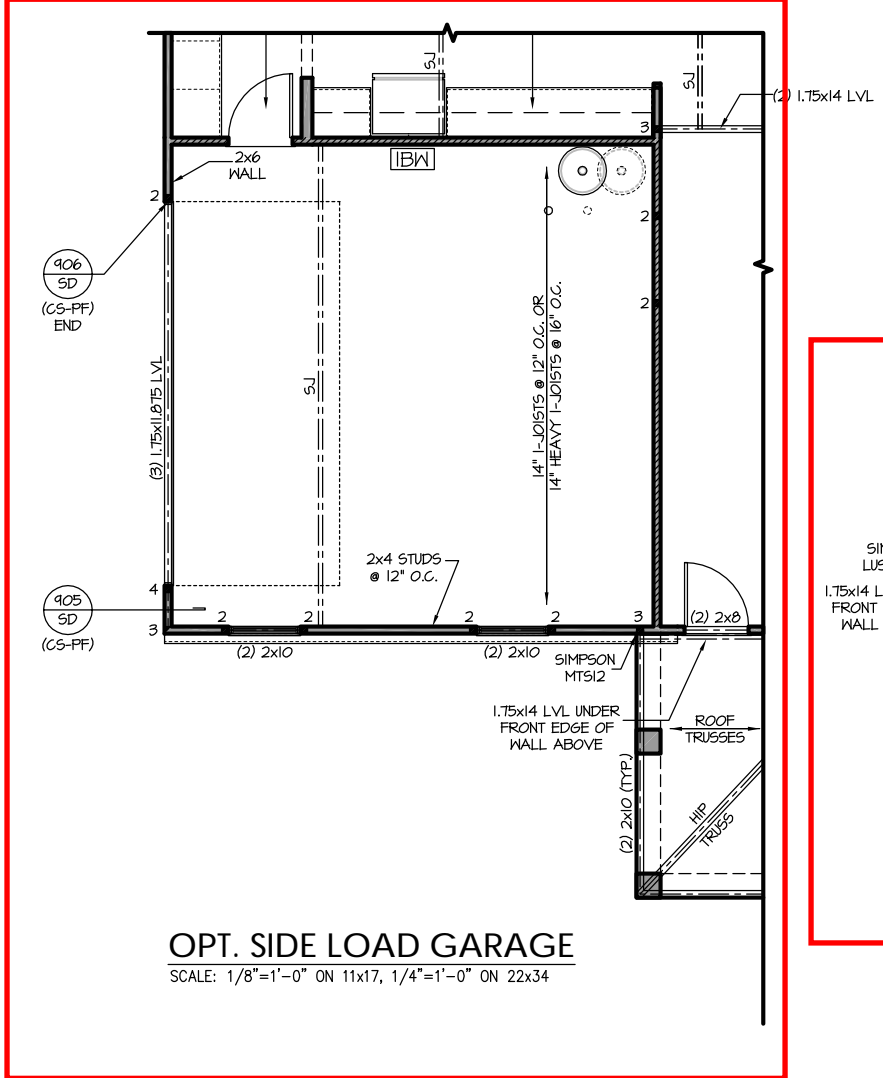 SJ
SJ
(2) 1.75x14 LVL
3
2x6
WALL
IBW
2
2
906
SD
(CS-PF)
END
2
14" I-JOISTS @ 12" O.C. OR
14" HEAVY I-JOISTS @ 16" O.C.
SJ
(3) 1.75x11.875 LVL
2x4 STUDS
@ 12" O.C.
4
905
SD
(CS-PF)
3
2
2
2
2
3
(2) 2x8
(2) 2x10
(2) 2x10
SIMPSON
MTS12
1.75x14 LVL UNDER
FRONT EDGE OF
WALL ABOVE
ROOF
TRUSSES
(2) 2x10 (TYP.)
HIP
TRUSS
SIM
LUS
1.75x14 L
FRONT
WALL
OPT. SIDE LOAD GARAGE
SCALE: 1/8"=1'-0" ON 11x17, 1/4"=1'-0" ON 22x34